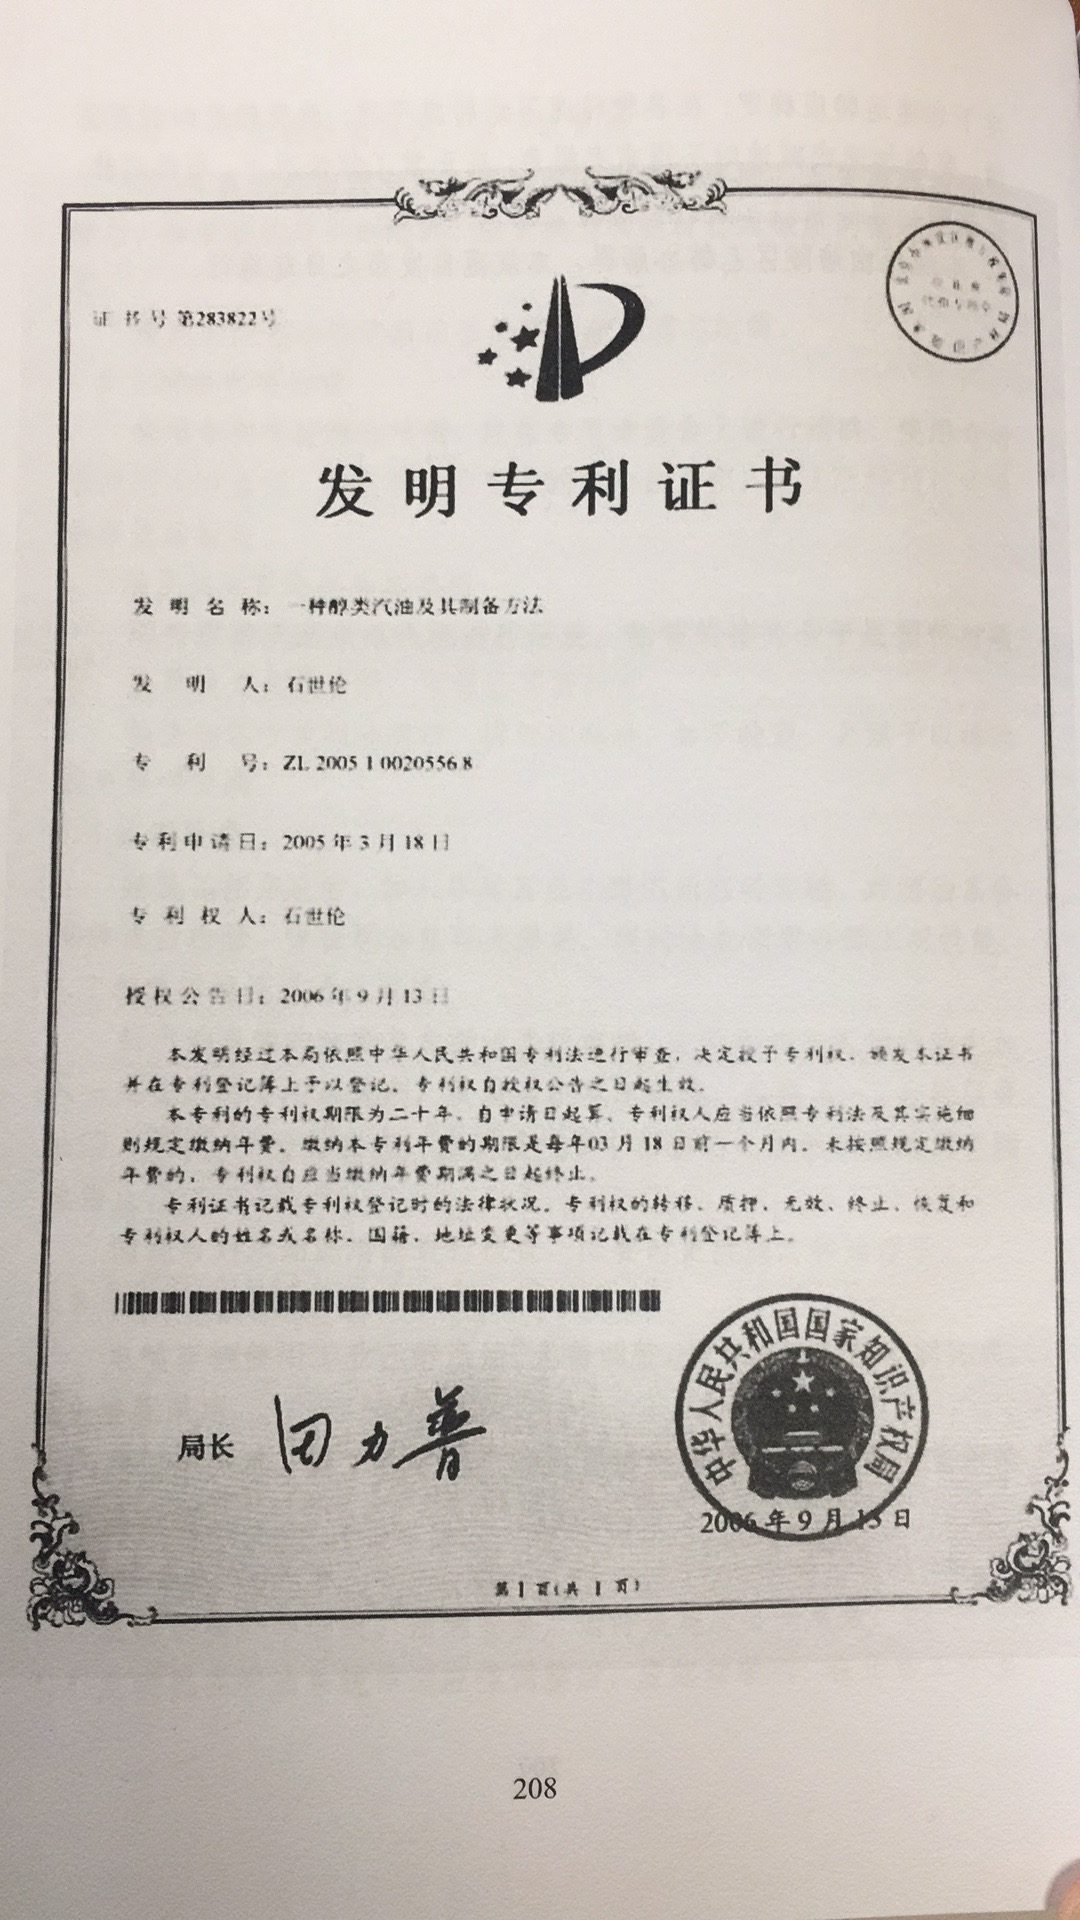 证书号第283822号
发明专利证书
发明名称：一种醇类汽油及其制备方法
发明人：石世伦
专利号：ZL 2005 1 0020556.8
专利申请日：2005年3月18日
专利权人：石世伦
授权公告日：2006年9月13日
本发明经过本局依照中华人民共和国专利法进行审查，决定授予专利权，颁发本证书
并在专利登记簿上予以登记。专利权自授权公告之日起生效。
本专利的专利权期限为二十年，自申请日起算。专利权人应当依照专利法及其实施细
则规定缴纳年费。缴纳本专利年费的期限是每年03月18日前一个月内。未按照规定缴纳
年费的，专利权自应当缴纳年费期满之日起终止。
专利证书记载专利权登记时的法律状况。专利权的转移、质押、无效、终止、恢复和
专利权人的姓名或名称、国籍、地址变更等事项记载在专利登记簿上。
局长 田力普
中华人民共和国国家知识产权局
2006年9月13日
第1页(共1页)
208